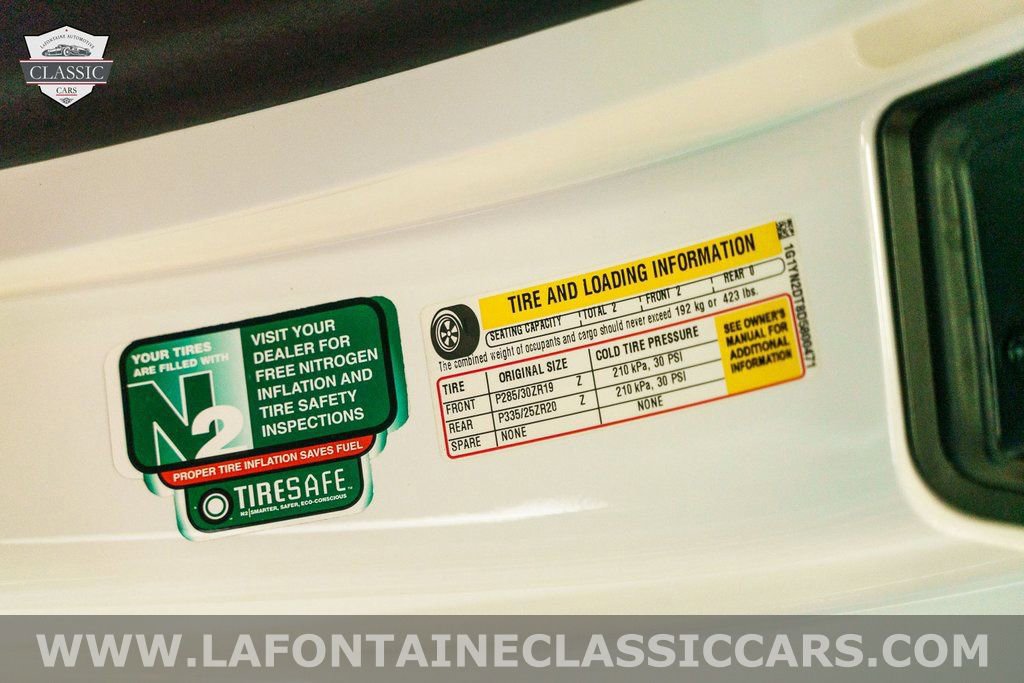 LAFONTAINE AUTOMOTIVE
CLASSIC
CARS
TIRE AND LOADING INFORMATION
SEATING CAPACITY TOTAL 2 FRONT 2 REAR 0
The combined weight of occupants and cargo should never exceed 192 kg or 423 lbs.
TIRE ORIGINAL SIZE COLD TIRE PRESSURE
FRONT P285/30ZR19 Z 210 kPa, 30 PSI
REAR P335/25ZR20 Z 210 kPa, 30 PSI
SPARE NONE NONE
SEE OWNER'S
MANUAL FOR
ADDITIONAL
INFORMATION
YOUR TIRES
ARE FILLED WITH
N2
VISIT YOUR
DEALER FOR
FREE NITROGEN
INFLATION AND
TIRE SAFETY
INSPECTIONS
PROPER TIRE INFLATION SAVES FUEL
TIRESAFE™
N2 | SMARTER, SAFER, ECO-CONSCIOUS
WWW.LAFONTAINECLASSICCARS.COM